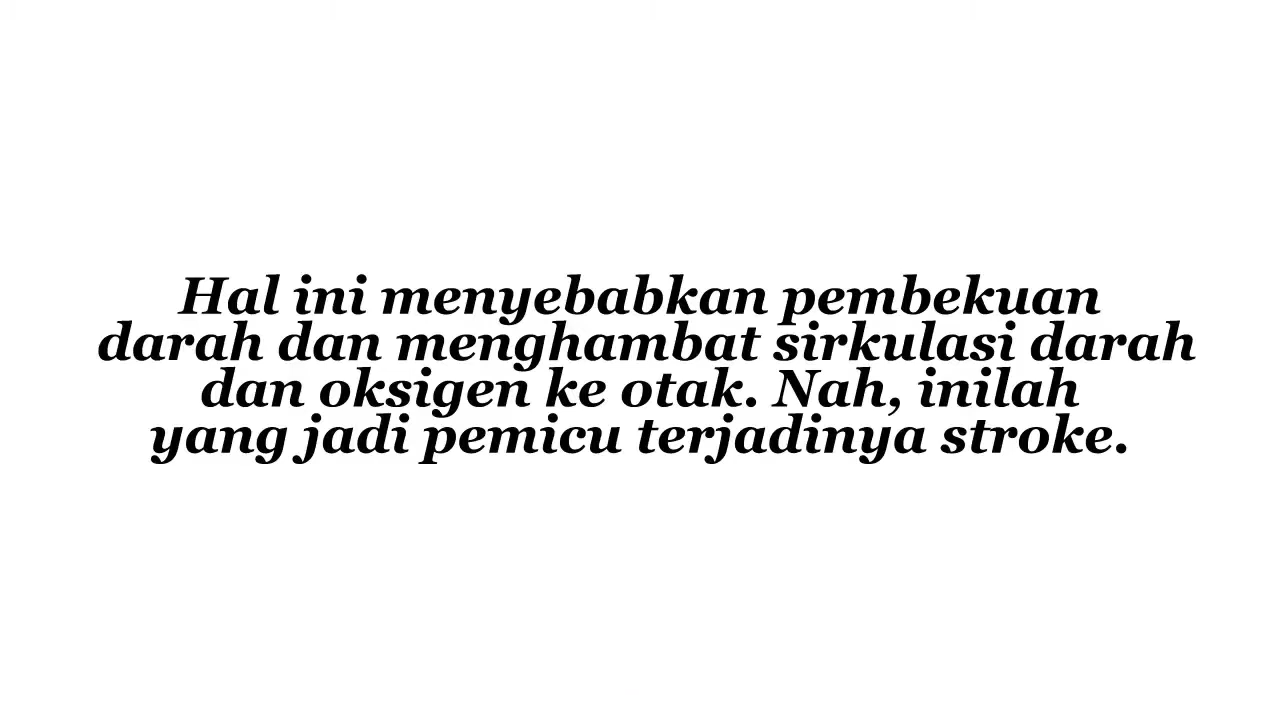 Hal ini menyebabkan pembekuan
darah dan menghambat sirkulasi darah
dan oksigen ke otak. Nah, inilah
yang jadi pemicu terjadinya stroke.